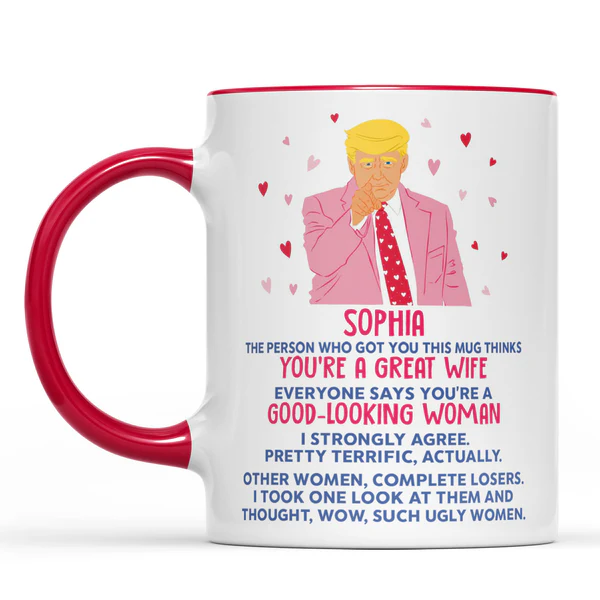 SOPHIA
THE PERSON WHO GOT YOU THIS MUG THINKS
YOU'RE A GREAT WIFE
EVERYONE SAYS YOU'RE A
GOOD-LOOKING WOMAN
I STRONGLY AGREE.
PRETTY TERRIFIC, ACTUALLY.
OTHER WOMEN, COMPLETE LOSERS.
I TOOK ONE LOOK AT THEM AND
THOUGHT, WOW, SUCH UGLY WOMEN.